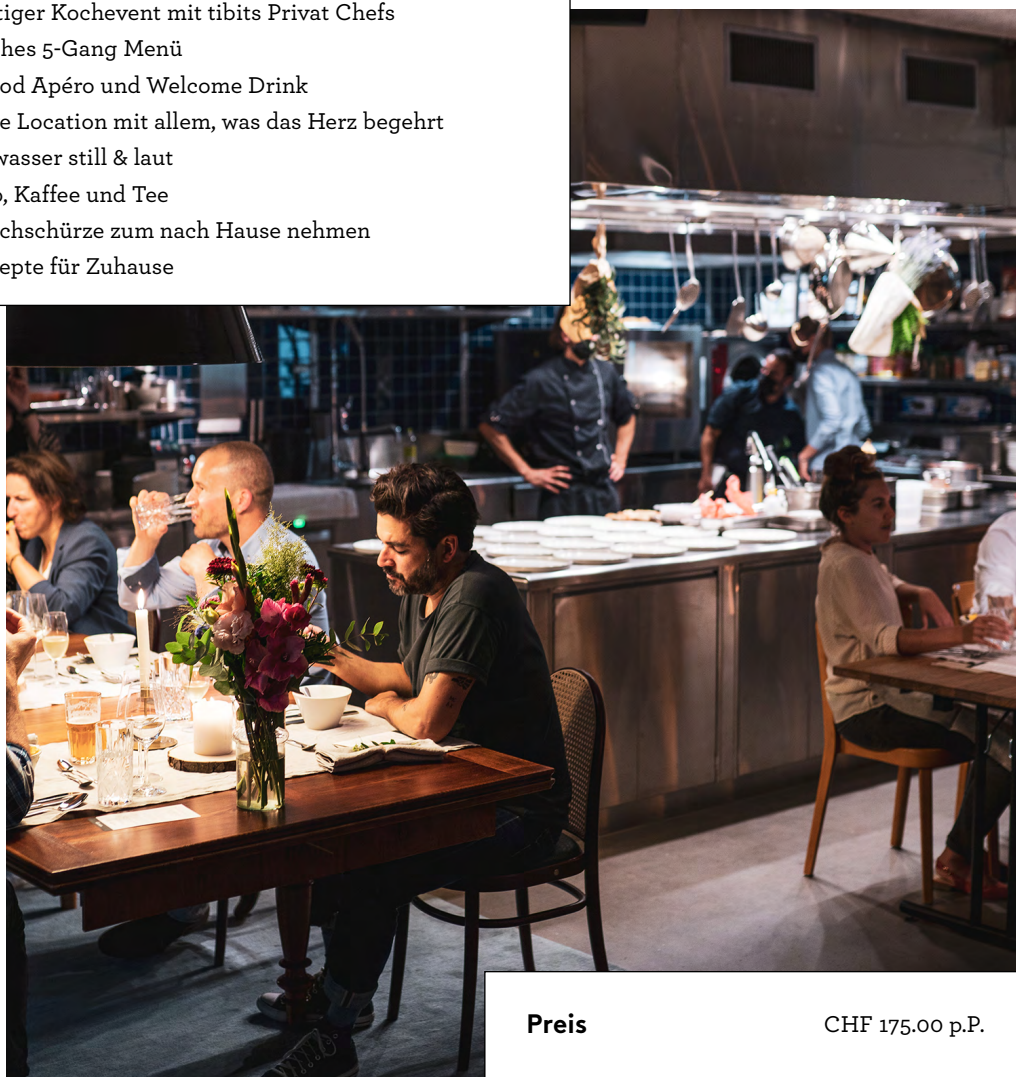 tiger Kochevent mit tibits Privat Chefs
hes 5-Gang Menü
od Apéro und Welcome Drink
e Location mit allem, was das Herz begehrt
wasser still & laut
, Kaffee und Tee
chschürze zum nach Hause nehmen
epte für Zuhause
Preis CHF 175.00 p.P.